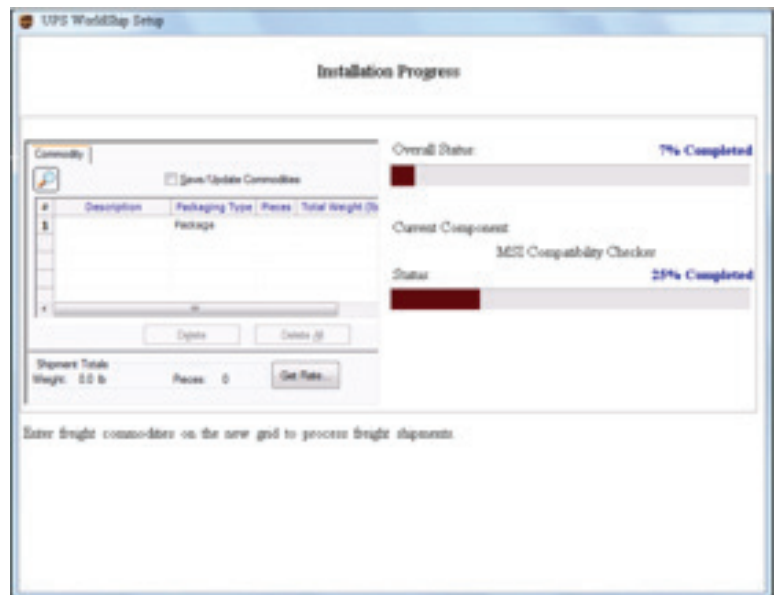 UPS WorldShip Setup
Installation Progress
Commodity
Save/Update Commodities
# Description Packaging Type Pieces Total Weight (lb
1 Package
Delete Delete All
Shipment Totals
Weight: 0.0 lb Pieces: 0 Get Rate...
Overall Status: 7% Completed
Current Component
MSI Compatibility Checker
Status 25% Completed
Enter freight commodities on the new grid to process freight shipments.